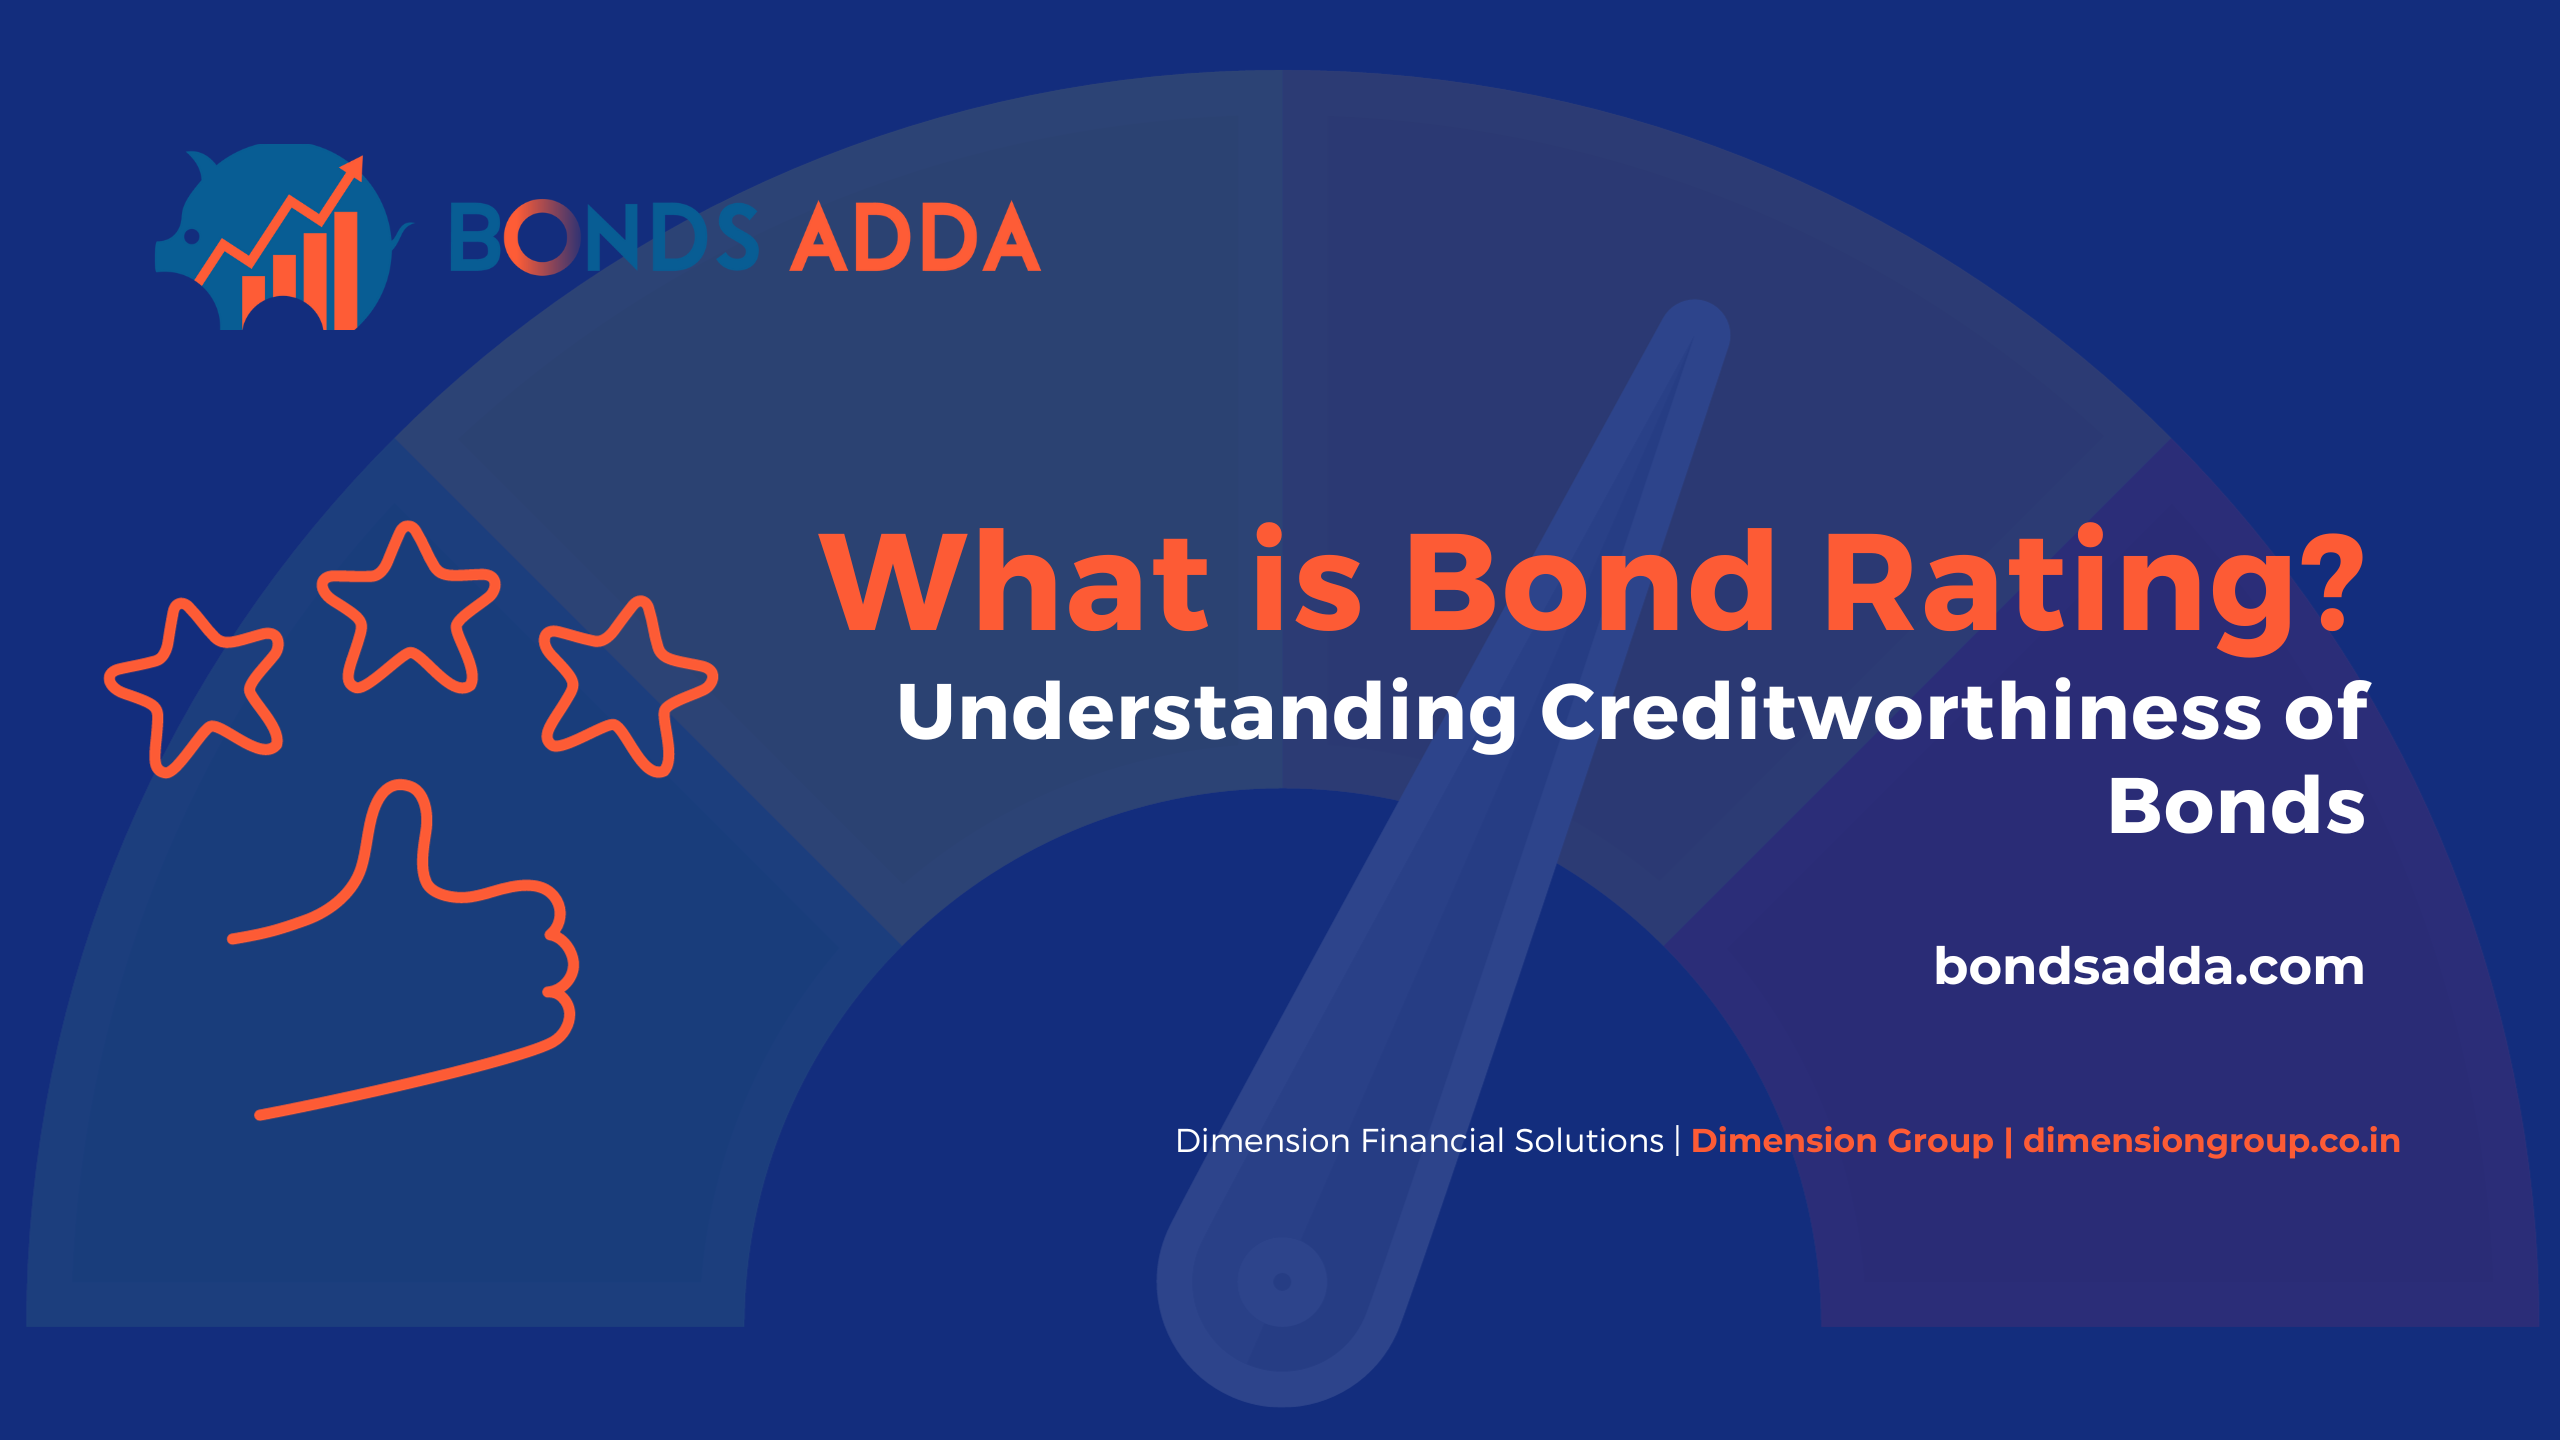 BONDS ADDA
What is Bond Rating?
Understanding Creditworthiness of
Bonds
bondsadda.com
Dimension Financial Solutions | Dimension Group | dimensiongroup.co.in